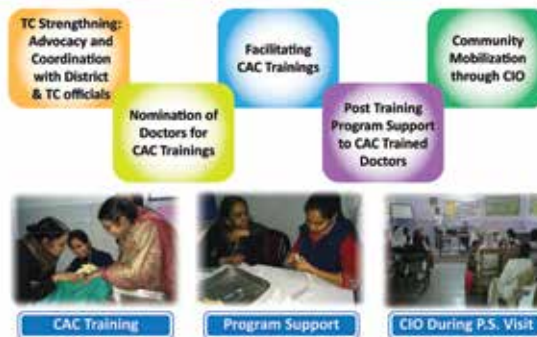 TC Strengthning:
Advocacy and
Coordination
with District
& TC officials
Nomination of
Doctors for
CAC Trainings
Facilitating
CAC Trainings
Post Training
Program Support
to CAC Trained
Doctors
Community
Mobilization
through CIO
CAC Training
Program Support
CIO During P.S. Visit